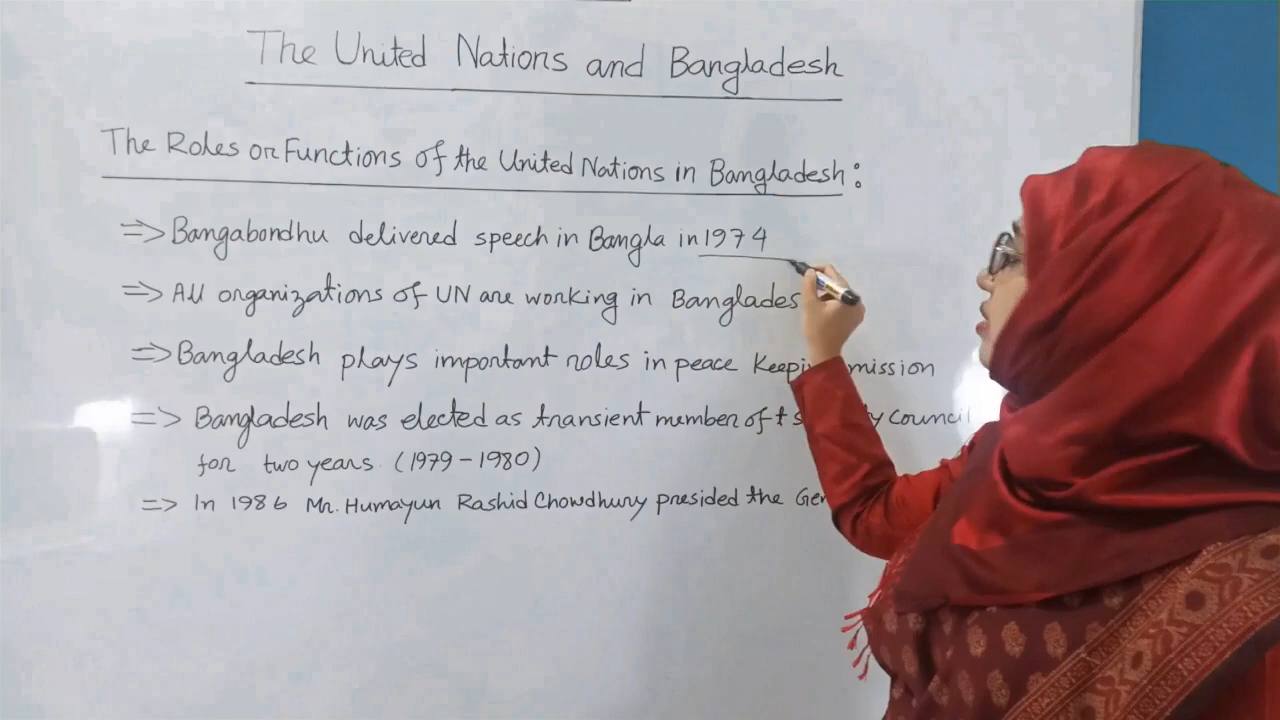 The United Nations and Bangladesh
The Roles or Functions of the United Nations in Bangladesh:
=> Bangabondhu delivered speech in Bangla in 1974
=> All organizations of UN are working in Banglades
=> Bangladesh plays important roles in peace mission
=> Bangladesh was elected as transient member of Council
for two years (1979-1980)
=> In 1986 Mr. Humayun Rashid Chowdhury presided the